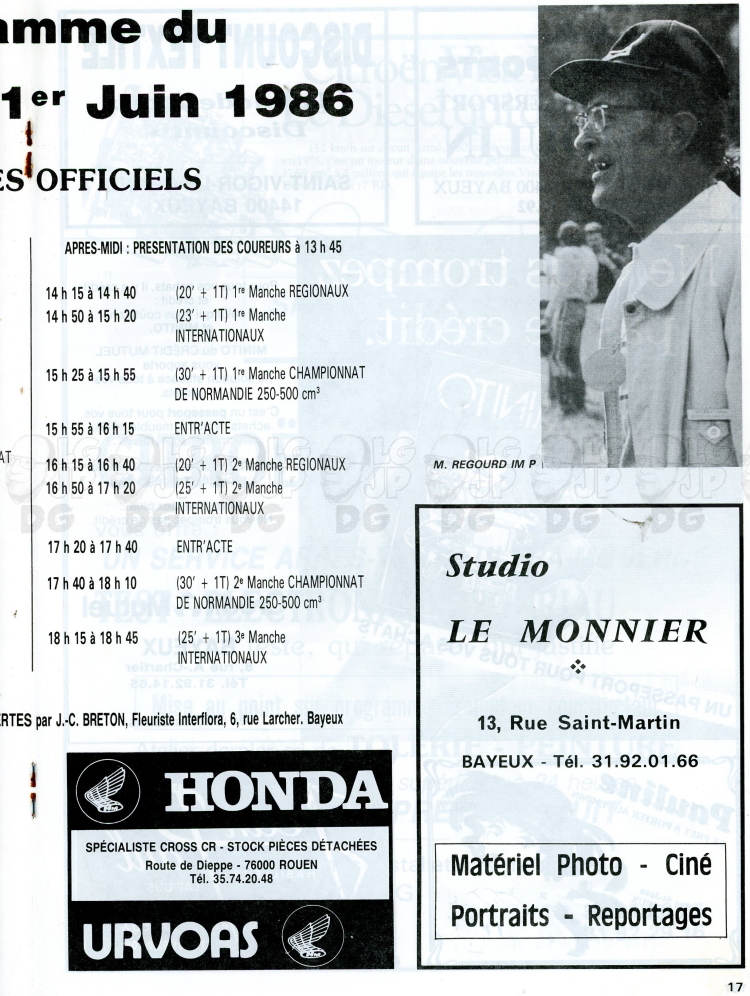 amme du
1er Juin 1986
ES OFFICIELS
APRES-MIDI : PRESENTATION DES COUREURS à 13 h 45
14 h 15 à 14 h 40 (20' + 1T) 1re Manche REGIONAUX
14 h 50 à 15 h 20 (23' + 1T) 1re Manche
INTERNATIONAUX
15 h 25 à 15 h 55 (30' + 1T) 1re Manche CHAMPIONNAT
DE NORMANDIE 250-500 cm³
15 h 55 à 16 h 15 ENTR'ACTE
AT
16 h 15 à 16 h 40 (20' + 1T) 2e Manche REGIONAUX
16 h 50 à 17 h 20 (25' + 1T) 2e Manche
INTERNATIONAUX
17 h 20 à 17 h 40 ENTR'ACTE
17 h 40 à 18 h 10 (30' + 1T) 2e Manche CHAMPIONNAT
DE NORMANDIE 250-500 cm³
18 h 15 à 18 h 45 (25' + 1T) 3e Manche
INTERNATIONAUX
ERTES par J.-C. BRETON, Fleuriste Interflora, 6, rue Larcher. Bayeux
HONDA
SPÉCIALISTE CROSS CR - STOCK PIÈCES DÉTACHÉES
Route de Dieppe - 76000 ROUEN
Tél. 35.74.20.48
URVOAS
M. REGOURD IM P
Studio
LE MONNIER
13, Rue Saint-Martin
BAYEUX - Tél. 31.92.01.66
Matériel Photo - Ciné
Portraits - Reportages
17
LG
JP
DG